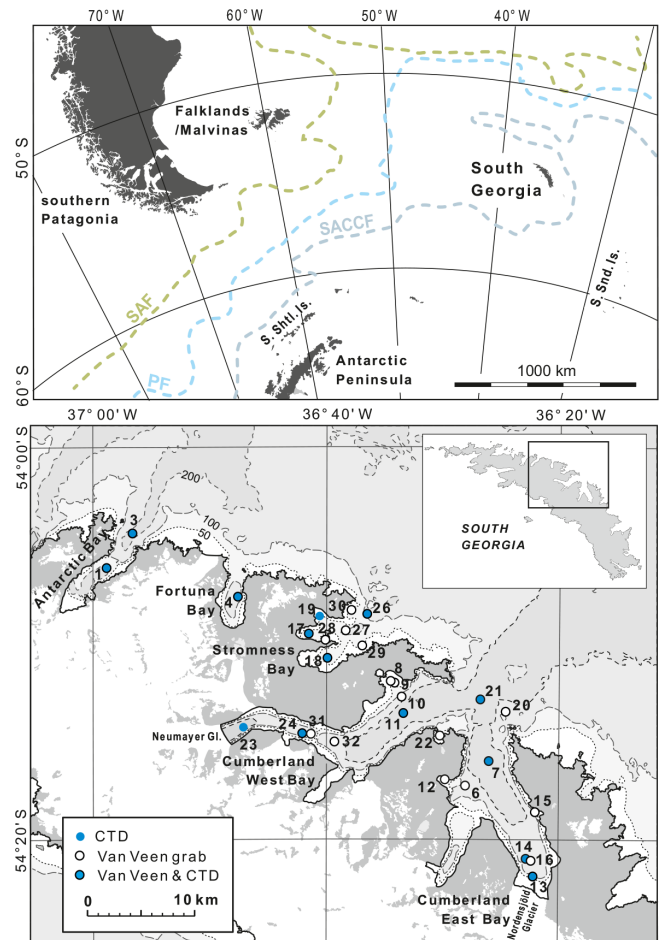 70°W
60°W
50°W
40°W
Falklands
/Malvinas
50°S
southern
Patagonia
South
Georgia
SACCF
SAF
S. Snd. Is.
S. Shtl. Is.
PF
Antarctic
Peninsula
1000 km
60°S
37°00'W
36°40'W
36°20'W
54°00'S
200
100
50
3
Antarctic Bay
1
SOUTH
GEORGIA
Fortuna
Bay
4
19
30
26
17
28
27
Stromness
Bay
18
29
8
9
10
21
20
11
Neumayer Gl.
23
24
31
32
22
Cumberland
West Bay
7
12
6
15
54°20'S
CTD
Van Veen grab
Van Veen & CTD
0
10 km
14
16
13
Cumberland
East Bay
Nordensjöld
Glacier